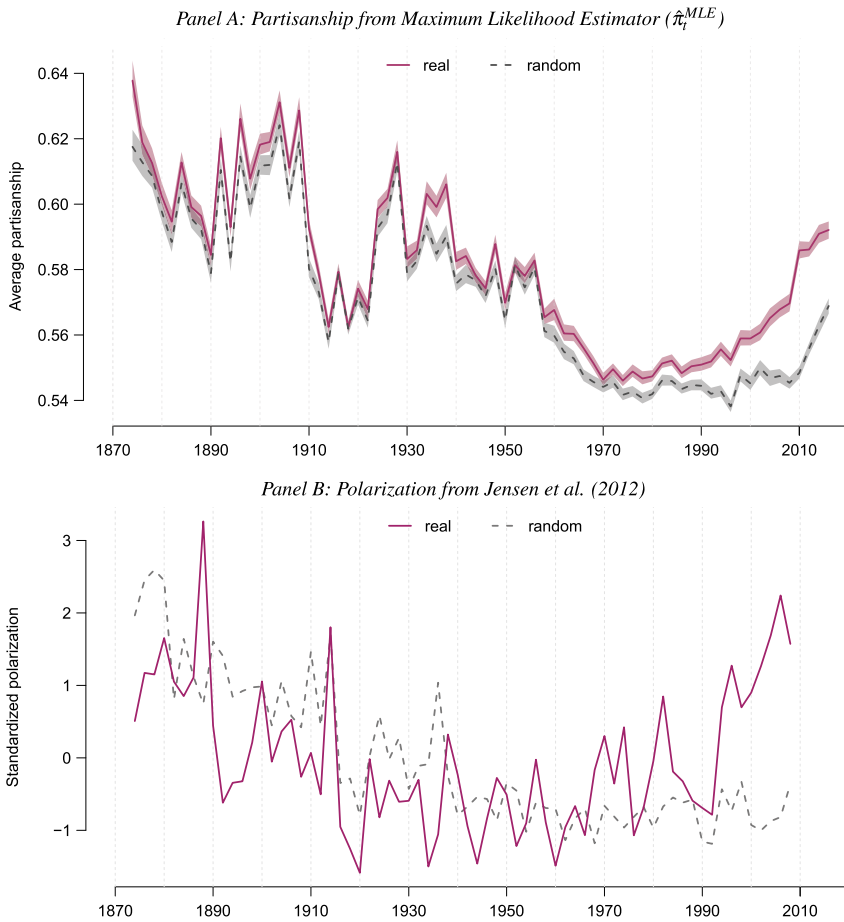 Panel A: Partisanship from Maximum Likelihood Estimator (π̂ₜᴹᴸᴱ)
real random
Average partisanship
0.64
0.62
0.60
0.58
0.56
0.54
1870 1890 1910 1930 1950 1970 1990 2010
Panel B: Polarization from Jensen et al. (2012)
real random
Standardized polarization
3
2
1
0
−1
1870 1890 1910 1930 1950 1970 1990 2010